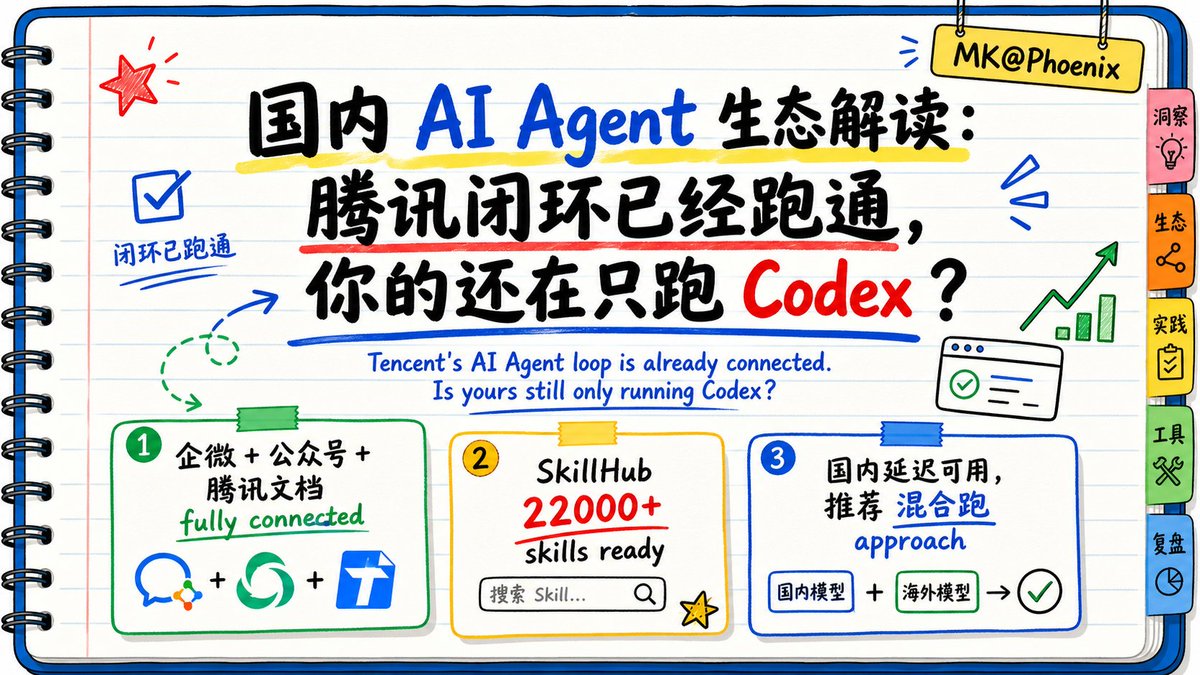 MK@Phoenix
国内 AI Agent 生态解读：
腾讯闭环已经跑通，
你的还在只跑 Codex？
闭环已跑通
Tencent's AI Agent loop is already connected.
Is yours still only running Codex?
1
企微 + 公众号 +
腾讯文档
fully connected
+ +
2
SkillHub
22000+
skills ready
搜索 Skill...
3
国内延迟可用，
推荐 混合跑
approach
国内模型 + 海外模型 →
洞察
生态
实践
工具
复盘